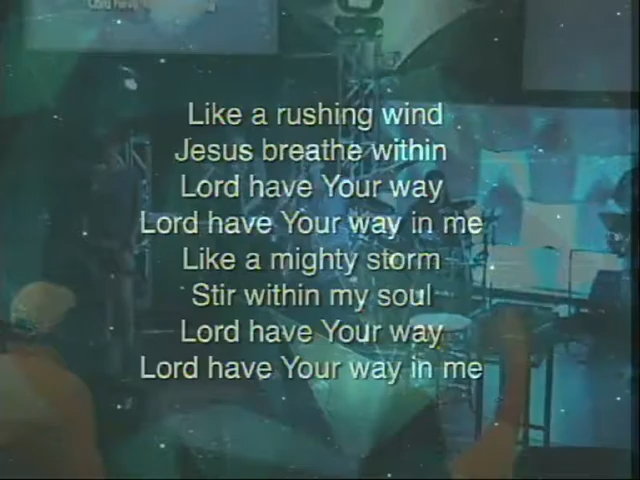 Like a rushing wind
Jesus breathe within
Lord have Your way
Lord have Your way in me
Like a mighty storm
Stir within my soul
Lord have Your way
Lord have Your way in me